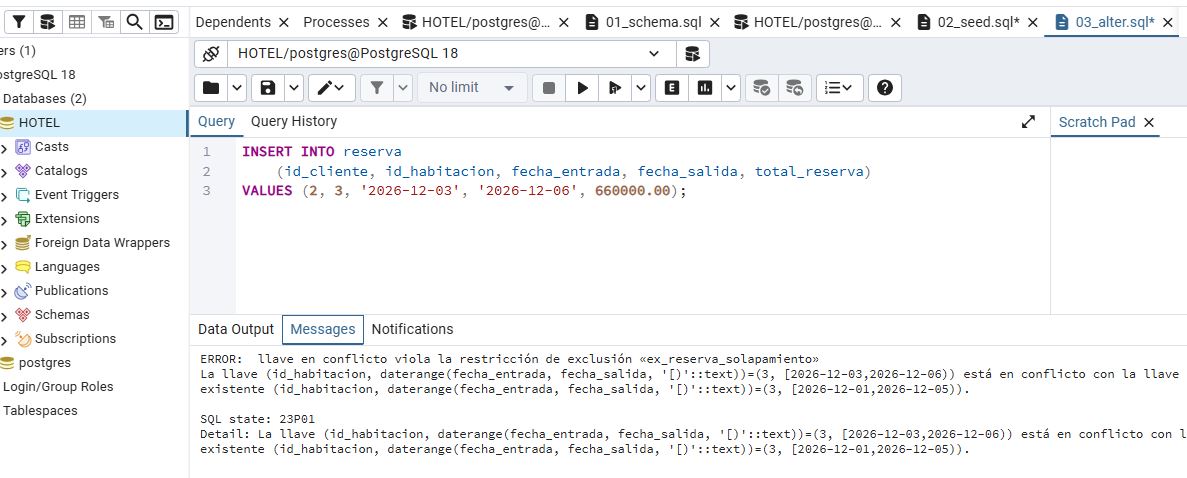 Dependents
Processes
HOTEL/postgres@...
01_schema.sql
HOTEL/postgres@...
02_seed.sql*
03_alter.sql*
ers (1)
ostgreSQL 18
Databases (2)
HOTEL
Casts
Catalogs
Event Triggers
Extensions
Foreign Data Wrappers
Languages
Publications
Schemas
Subscriptions
postgres
Login/Group Roles
Tablespaces
HOTEL/postgres@PostgreSQL 18
No limit
E
Query
Query History
Scratch Pad
1 INSERT INTO reserva
2 (id_cliente, id_habitacion, fecha_entrada, fecha_salida, total_reserva)
3 VALUES (2, 3, '2026-12-03', '2026-12-06', 660000.00);
Data Output
Messages
Notifications
ERROR:  llave en conflicto viola la restricción de exclusión «ex_reserva_solapamiento»
La llave (id_habitacion, daterange(fecha_entrada, fecha_salida, '[)'::text))=(3, [2026-12-03,2026-12-06)) está en conflicto con la llave
existente (id_habitacion, daterange(fecha_entrada, fecha_salida, '[)'::text))=(3, [2026-12-01,2026-12-05)).
SQL state: 23P01
Detail: La llave (id_habitacion, daterange(fecha_entrada, fecha_salida, '[)'::text))=(3, [2026-12-03,2026-12-06)) está en conflicto con l
existente (id_habitacion, daterange(fecha_entrada, fecha_salida, '[)'::text))=(3, [2026-12-01,2026-12-05)).